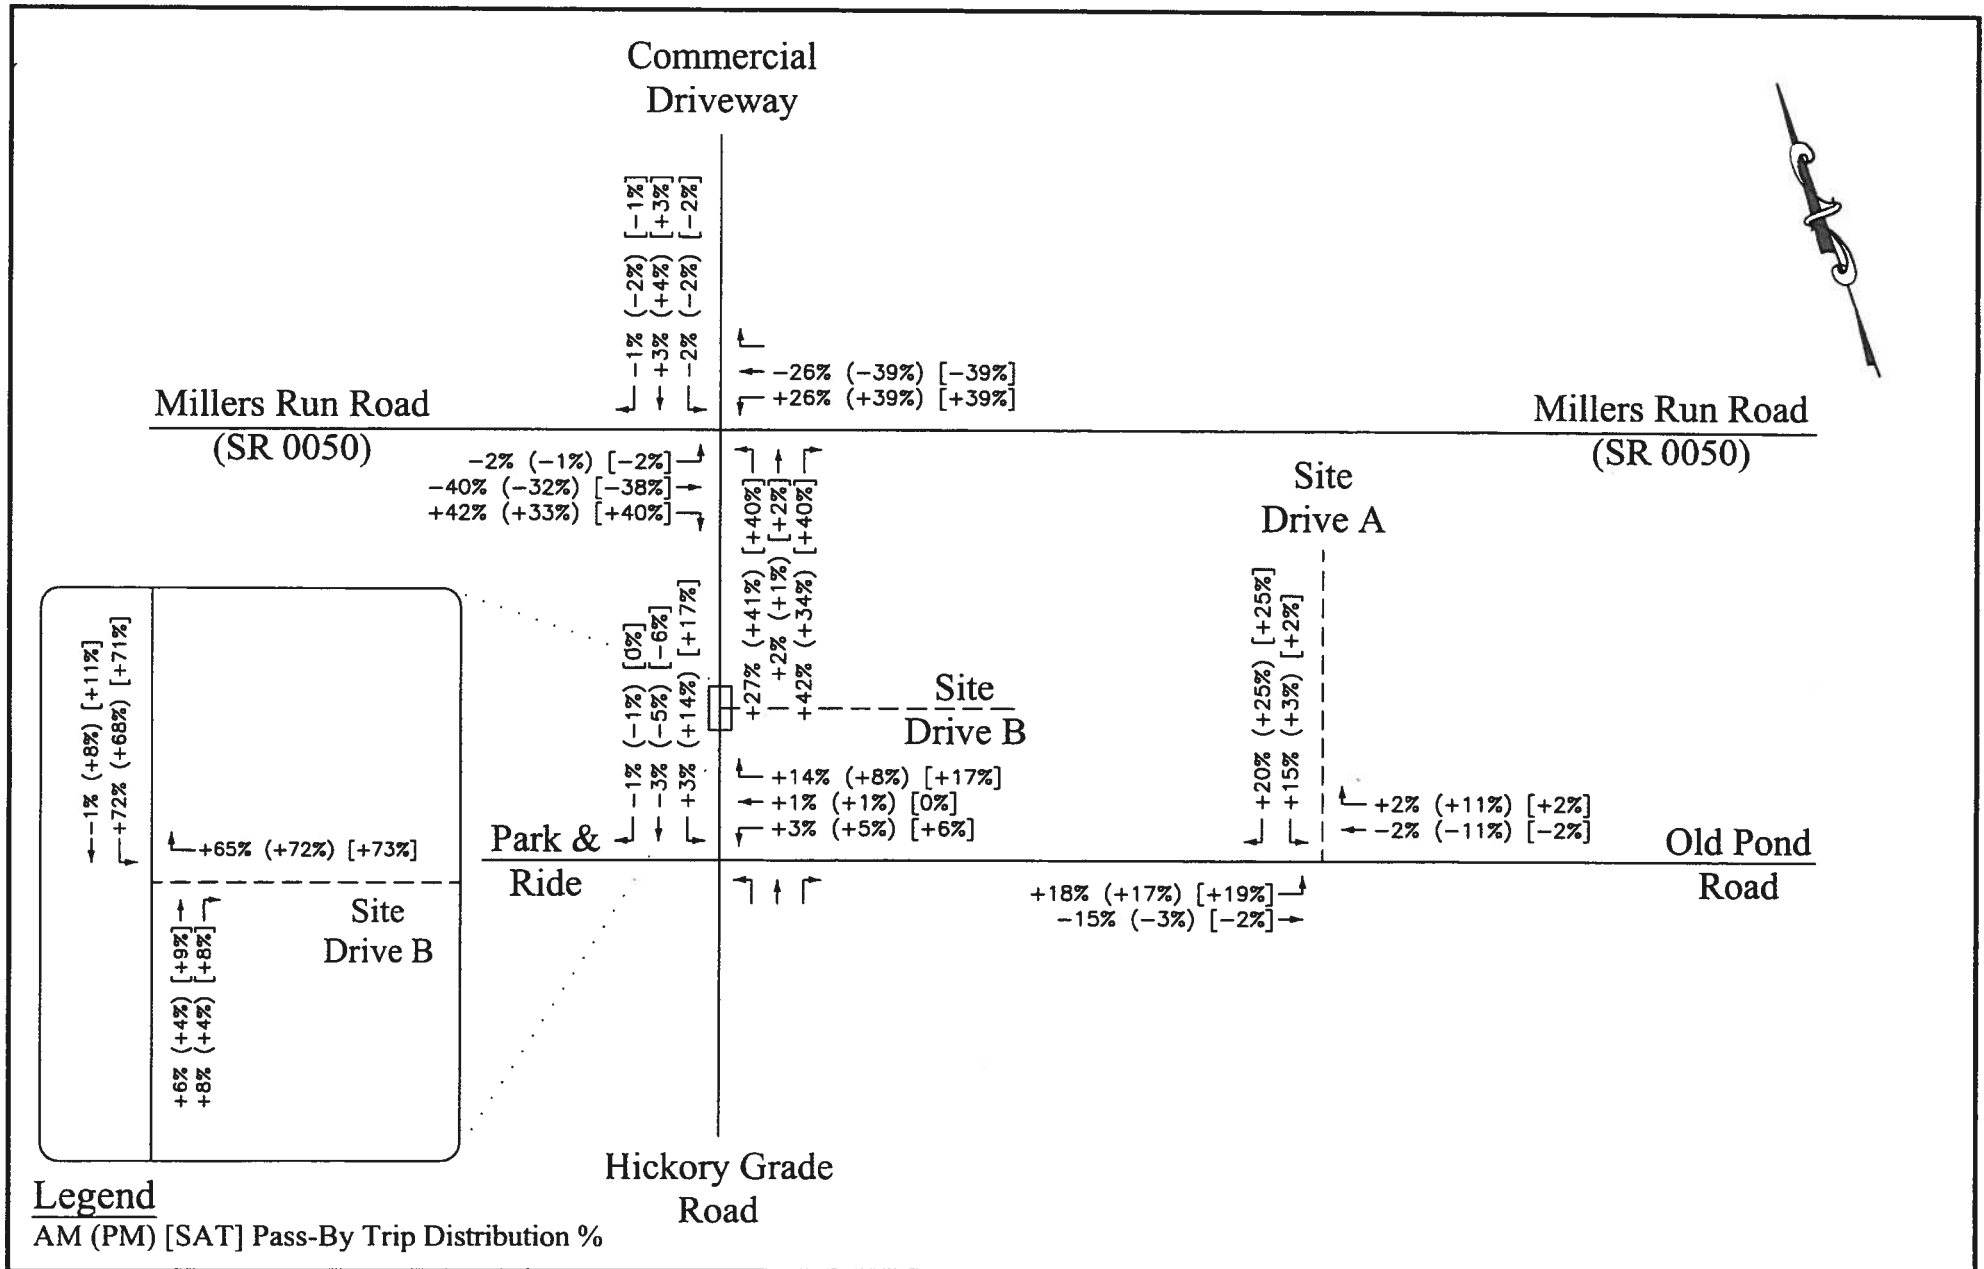 Commercial
Driveway
-1% (-2%) [-1%]
+3% (+4%) [+3%]
-2% (-2%) [-2%]
-26% (-39%) [-39%]
+26% (+39%) [+39%]
Millers Run Road
(SR 0050)
Millers Run Road
(SR 0050)
-2% (-1%) [-2%]
-40% (-32%) [-38%]
+42% (+33%) [+40%]
+27% (+41%) [+40%]
+2% (+1%) [+2%]
+42% (+34%) [+40%]
Site
Drive A
+20% (+25%) [+25%]
+15% (+3%) [+2%]
-1% (-1%) [0%]
-3% (-5%) [-6%]
+3% (+14%) [+17%]
Site
Drive B
+14% (+8%) [+17%]
+1% (+1%) [0%]
+3% (+5%) [+6%]
+2% (+11%) [+2%]
-2% (-11%) [-2%]
Park &
Ride
Old Pond
Road
+18% (+17%) [+19%]
-15% (-3%) [-2%]
-1% (+8%) [+11%]
+72% (+68%) [+71%]
+65% (+72%) [+73%]
Site
Drive B
+6% (+4%) [+9%]
+8% (+4%) [+8%]
Hickory Grade
Road
Legend
AM (PM) [SAT] Pass-By Trip Distribution %